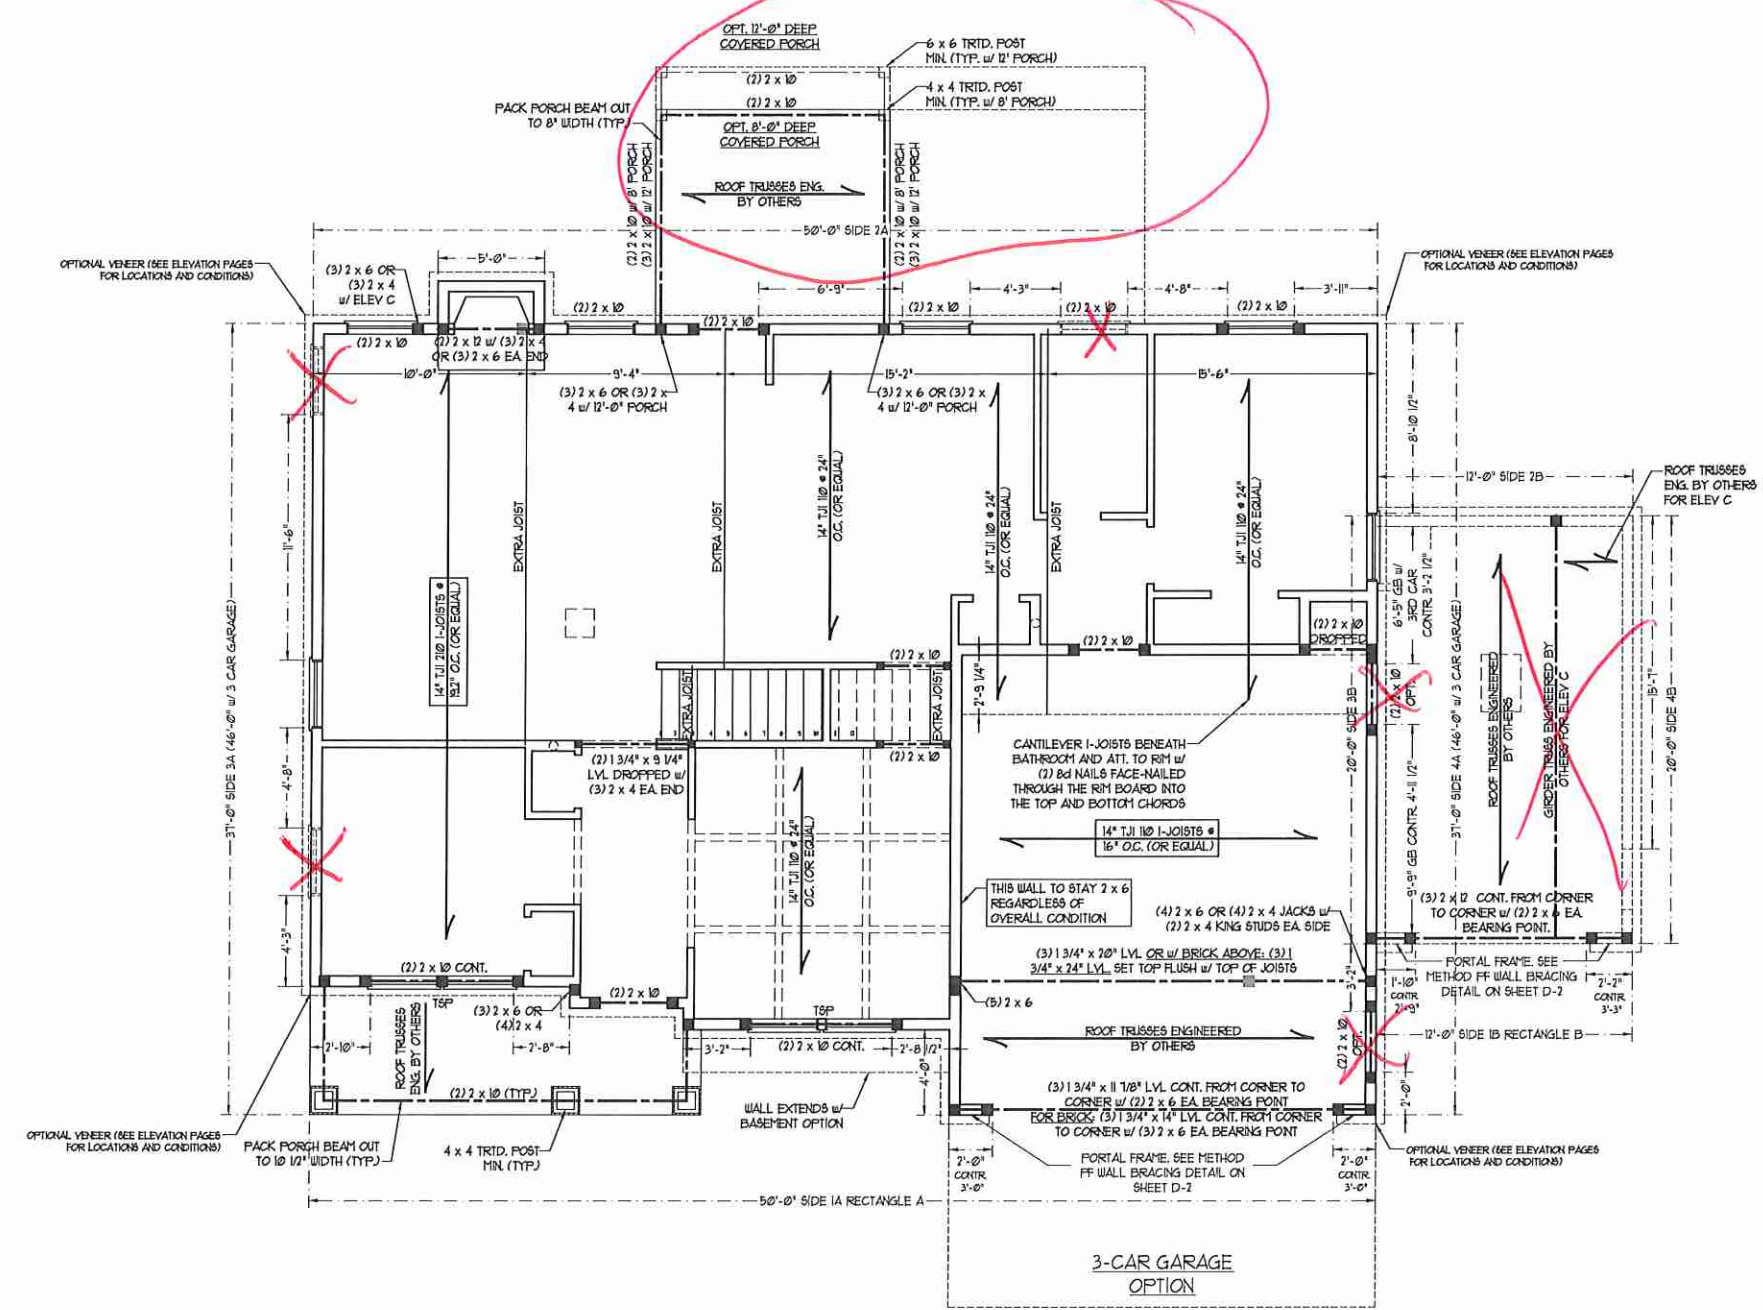 OPT. 12'-0" DEEP
COVERED PORCH
6 x 6 TRTD. POST
MIN. (TYP. w/ 12' PORCH)
(2) 2 x 10
4 x 4 TRTD. POST
MIN. (TYP. w/ 8' PORCH)
(2) 2 x 10
PACK PORCH BEAM OUT
TO 8" WIDTH (TYP.)
OPT. 8'-0" DEEP
COVERED PORCH
(2) 2 x 10 w/ 8' PORCH
(3) 2 x 10 w/ 12' PORCH
(2) 2 x 10 w/ 8' PORCH
(3) 2 x 10 w/ 12' PORCH
ROOF TRUSSES ENG.
BY OTHERS
50'-0" SIDE 2A
OPTIONAL VENEER (SEE ELEVATION PAGES
FOR LOCATIONS AND CONDITIONS)
5'-0"
(3) 2 x 6 OR
(3) 2 x 4
w/ ELEV C
OPTIONAL VENEER (SEE ELEVATION PAGES
FOR LOCATIONS AND CONDITIONS)
6'-9"
4'-3"
4'-8"
3'-11"
(2) 2 x 10
(2) 2 x 10
(2) 2 x 10
(2) 2 x 10
(2) 2 x 10
(2) 2 x 10
(2) 2 x 12 w/ (3) 2 x 4
OR (3) 2 x 6 EA. END
10'-0"
9'-4"
15'-2"
15'-6"
(3) 2 x 6 OR (3) 2 x
4 w/ 12'-0" PORCH
(3) 2 x 6 OR (3) 2 x
4 w/ 12'-0" PORCH
8'-10 1/2"
12'-0" SIDE 2B
ROOF TRUSSES
ENG. BY OTHERS
FOR ELEV C
11'-6"
EXTRA JOIST
EXTRA JOIST
14" TJI 110 @ 24"
O.C. (OR EQUAL)
14" TJI 110 @ 24"
O.C. (OR EQUAL)
EXTRA JOIST
14" TJI 110 @ 24"
O.C. (OR EQUAL)
6'-5" GB w/
3RD CAR
CONTR. 3'-2 1/2"
37'-0" SIDE 3A (46'-0" w/ 3 CAR GARAGE)
14" TJI 210 I-JOISTS @
19.2" O.C. (OR EQUAL)
(2) 2 x 10
(2) 2 x 10
(2) 2 x 10
DROPPED
EXTRA JOIST
EXTRA JOIST
2'-9 1/4"
20'-0" SIDE 3B
(2) 2 x 10
OPT.
37'-0" SIDE 4A (46'-0" w/ 3 CAR GARAGE)
ROOF TRUSSES ENGINEERED
BY OTHERS
GIRDER TRUSS ENGINEERED BY
OTHERS FOR ELEV C
15'-7"
20'-0" SIDE 4B
4'-8"
(2) 1 3/4" x 9 1/4"
LVL DROPPED w/
(3) 2 x 4 EA. END
(2) 2 x 10
CANTILEVER I-JOISTS BENEATH
BATHROOM AND ATT. TO RIM w/
(2) 8d NAILS FACE-NAILED
THROUGH THE RIM BOARD INTO
THE TOP AND BOTTOM CHORDS
14" TJI 110 @ 24"
O.C. (OR EQUAL)
14" TJI 110 I-JOISTS @
16" O.C. (OR EQUAL)
9'-9" GB CONTR. 4'-11 1/2"
THIS WALL TO STAY 2 x 6
REGARDLESS OF
OVERALL CONDITION
(4) 2 x 6 OR (4) 2 x 4 JACKS w/
(2) 2 x 4 KING STUDS EA. SIDE
(3) 2 x 12 CONT. FROM CORNER
TO CORNER w/ (2) 2 x 6 EA.
BEARING POINT.
4'-3"
(2) 2 x 10 CONT.
(3) 1 3/4" x 20" LVL OR w/ BRICK ABOVE: (3) 1
3/4" x 24" LVL. SET TOP FLUSH w/ TOP OF JOISTS
3'-2"
PORTAL FRAME. SEE
METHOD PF WALL BRACING
DETAIL ON SHEET D-2
1'-10"
CONTR.
2'-9"
2'-2"
CONTR.
3'-3"
TSP
(2) 2 x 10
(3) 2 x 6 OR
(4) 2 x 4
TSP
(5) 2 x 6
ROOF TRUSSES
ENG. BY OTHERS
2'-10"
2'-8"
3'-2"
(2) 2 x 10 CONT.
2'-8 1/2"
ROOF TRUSSES ENGINEERED
BY OTHERS
(2) 2 x 10
OPT.
12'-0" SIDE 1B RECTANGLE B
4'-0"
2'-0"
(2) 2 x 10 (TYP.)
WALL EXTENDS w/
BASEMENT OPTION
(3) 1 3/4" x 11 7/8" LVL CONT. FROM CORNER TO
CORNER w/ (2) 2 x 6 EA. BEARING POINT
FOR BRICK: (3) 1 3/4" x 14" LVL CONT. FROM CORNER
TO CORNER w/ (3) 2 x 6 EA. BEARING POINT
OPTIONAL VENEER (SEE ELEVATION PAGES
FOR LOCATIONS AND CONDITIONS)
PACK PORCH BEAM OUT
TO 10 1/2" WIDTH (TYP.)
4 x 4 TRTD. POST
MIN. (TYP.)
2'-0"
CONTR.
3'-0"
PORTAL FRAME. SEE METHOD
PF WALL BRACING DETAIL ON
SHEET D-2
2'-0"
CONTR.
3'-0"
OPTIONAL VENEER (SEE ELEVATION PAGES
FOR LOCATIONS AND CONDITIONS)
50'-0" SIDE 1A RECTANGLE A
3-CAR GARAGE
OPTION